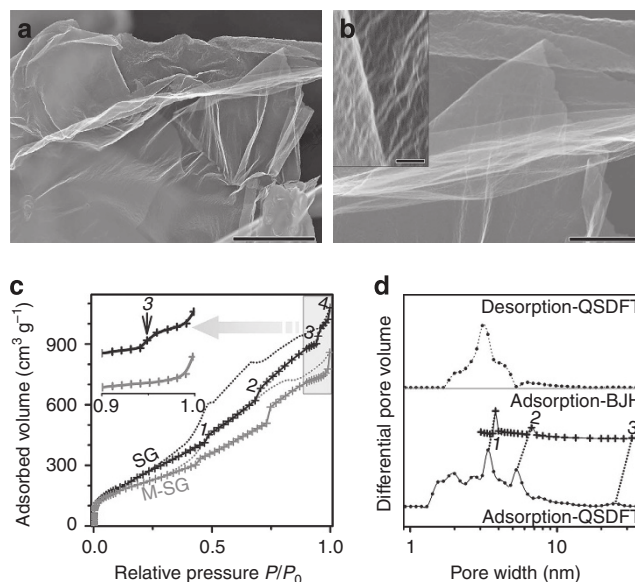 a
b
c
d
Adsorbed volume (cm³ g⁻¹)
900
600
300
0
3
0.9
1.0
4
3
2
1
SG
M-SG
0.0
0.5
1.0
Relative pressure P/P₀
Differential pore volume
Desorption-QSDFT
Adsorption-BJH
2
3
1
Adsorption-QSDFT
1
10
Pore width (nm)